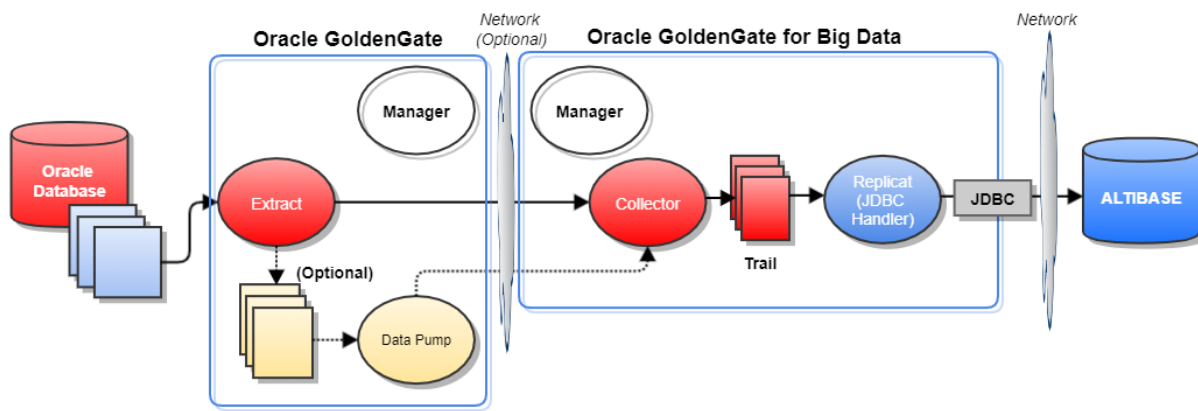 Network
(Optional)
Network
Oracle GoldenGate
Oracle GoldenGate for Big Data
Manager
Manager
Oracle
Database
Extract
Collector
Replicat
(JDBC
Handler)
JDBC
ALTIBASE
Trail
(Optional)
Data Pump